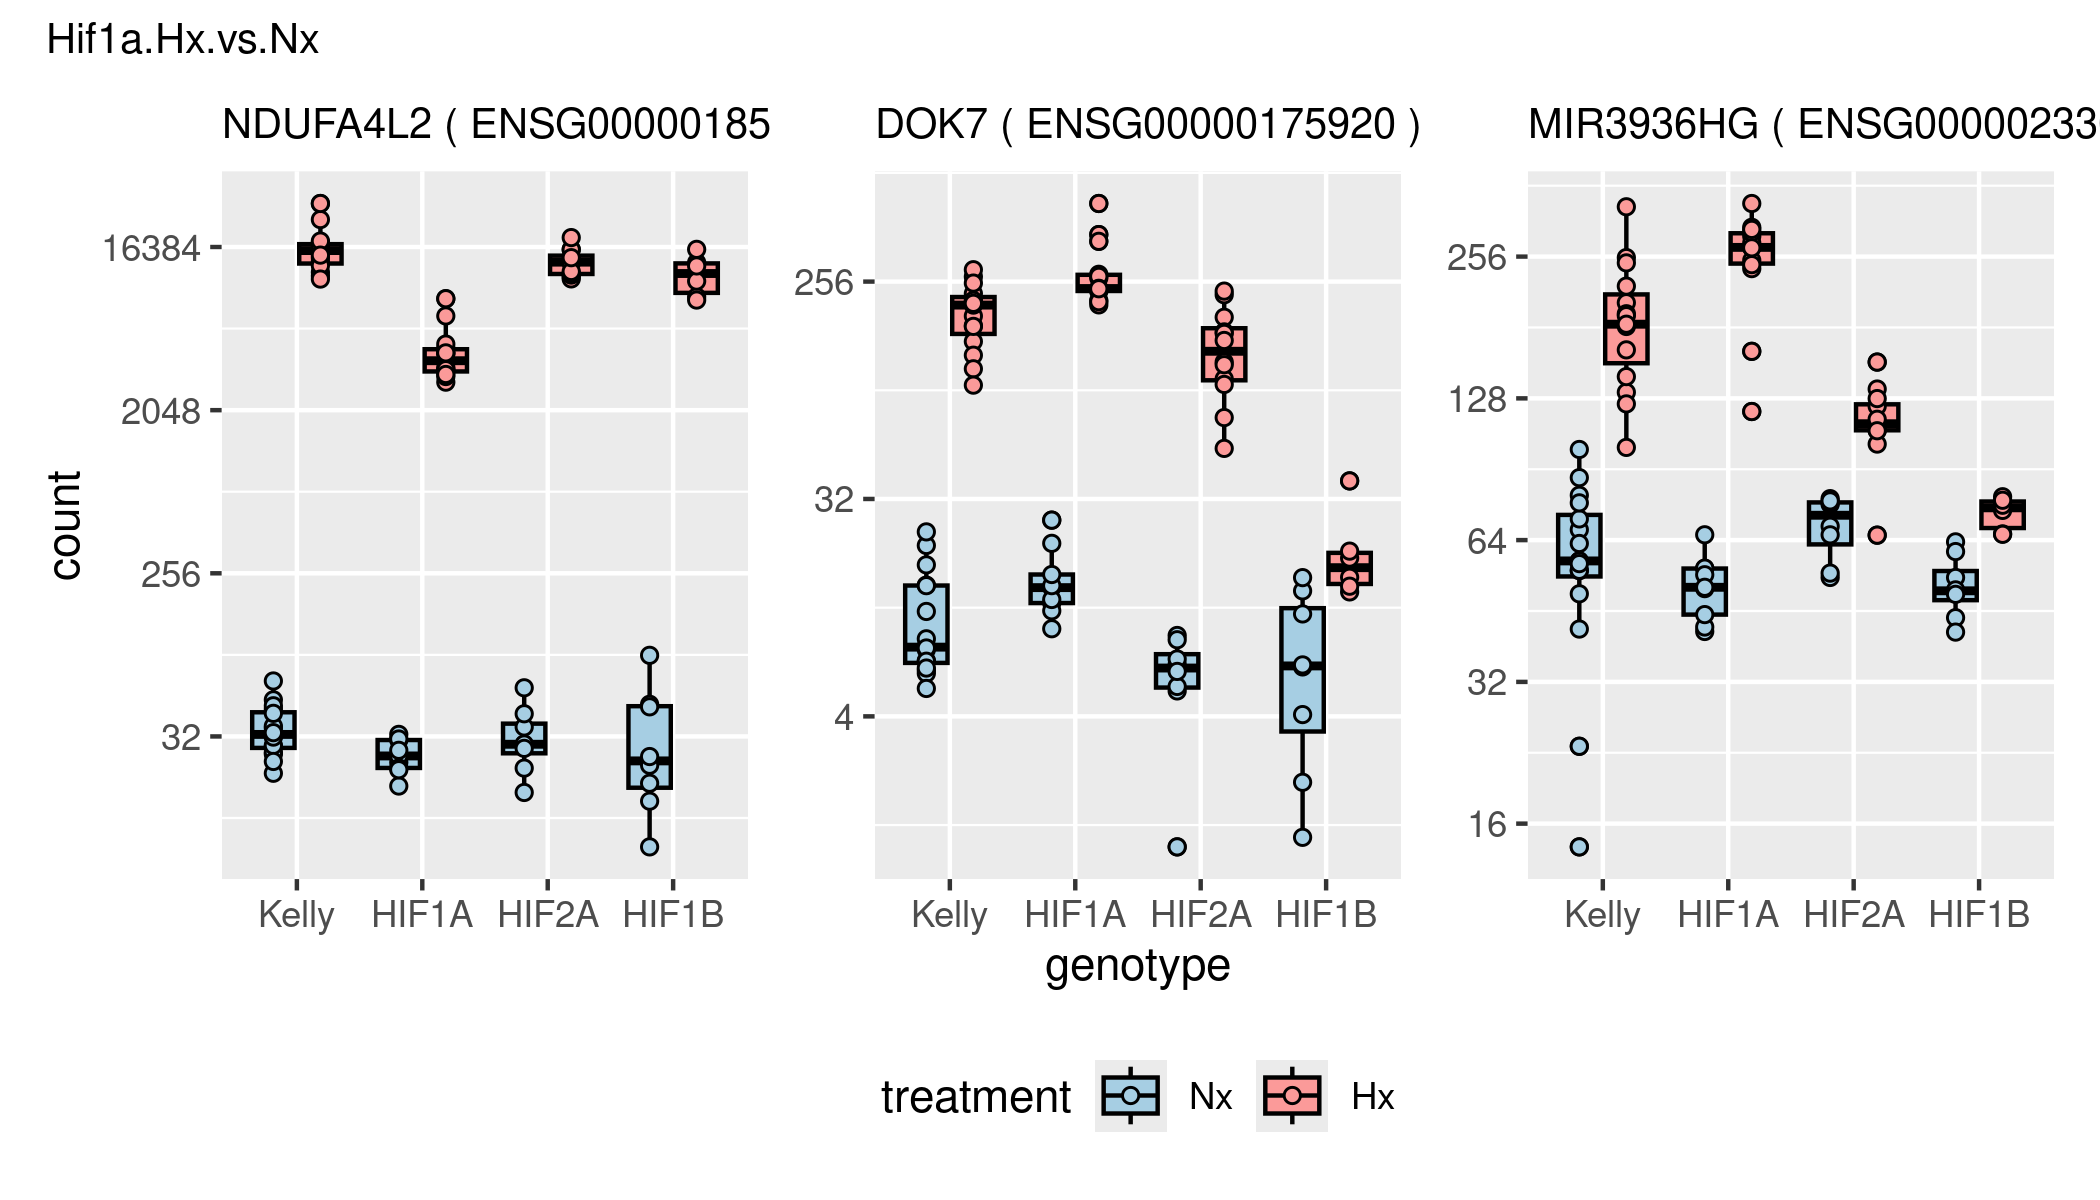 Hif1a.Hx.vs.Nx
NDUFA4L2 ( ENSG00000185
DOK7 ( ENSG00000175920 )
MIR3936HG ( ENSG00000233
count
16384
2048
256
32
256
32
4
256
128
64
32
16
Kelly HIF1A HIF2A HIF1B
Kelly HIF1A HIF2A HIF1B
Kelly HIF1A HIF2A HIF1B
genotype
treatment Nx Hx